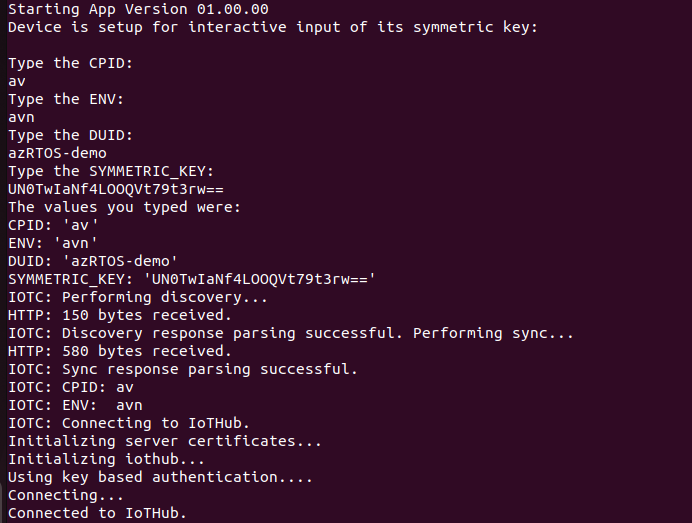 Starting App Version 01.00.00
Device is setup for interactive input of its symmetric key:
Type the CPID:
av
Type the ENV:
avn
Type the DUID:
azRTOS-demo
Type the SYMMETRIC_KEY:
UN0TwIaNf4LOOQVt79t3rw==
The values you typed were:
CPID: 'av'
ENV: 'avn'
DUID: 'azRTOS-demo'
SYMMETRIC_KEY: 'UN0TwIaNf4LOOQVt79t3rw=='
IOTC: Performing discovery...
HTTP: 150 bytes received.
IOTC: Discovery response parsing successful. Performing sync...
HTTP: 580 bytes received.
IOTC: Sync response parsing successful.
IOTC: CPID: av
IOTC: ENV:  avn
IOTC: Connecting to IoTHub.
Initializing server certificates...
Initializing iothub...
Using key based authentication....
Connecting...
Connected to IoTHub.